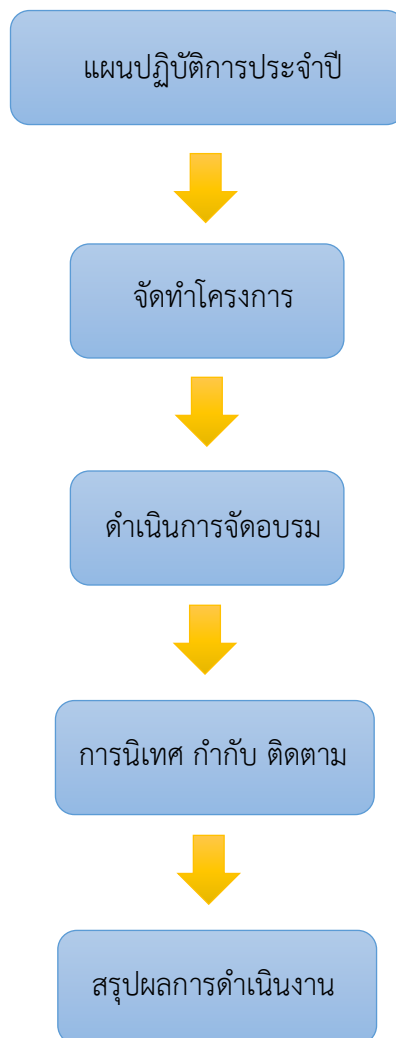 แผนปฏิบัติการประจำปี
จัดทำโครงการ
ดำเนินการจัดอบรม
การนิเทศ กำกับ ติดตาม
สรุปผลการดำเนินงาน